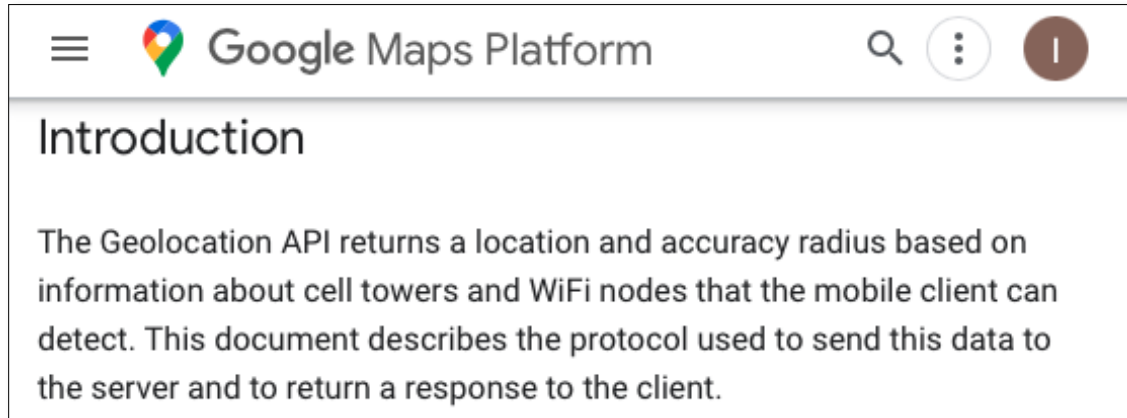 Google Maps Platform
I
Introduction
The Geolocation API returns a location and accuracy radius based on
information about cell towers and WiFi nodes that the mobile client can
detect. This document describes the protocol used to send this data to
the server and to return a response to the client.